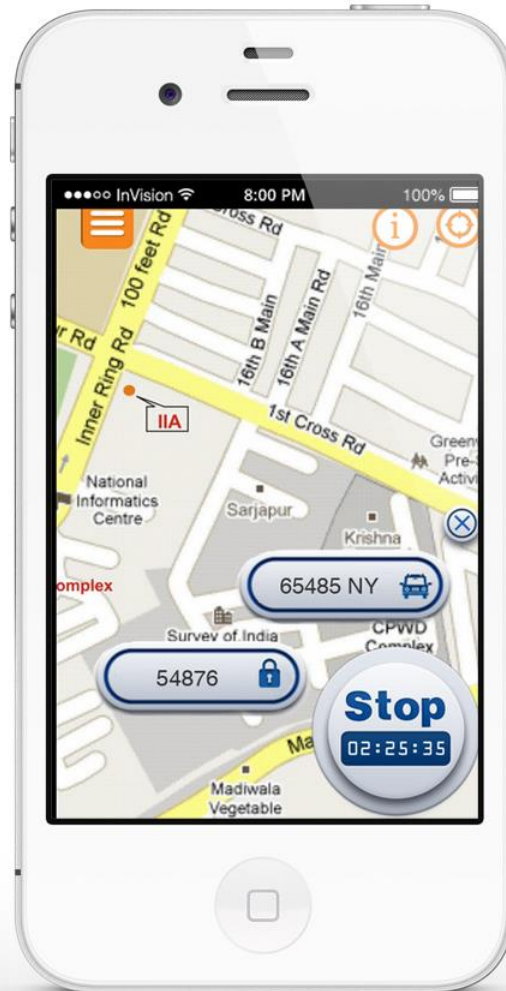 InVision 8:00 PM 100%
100 feet Rd
Cross Rd
16th Main
16th B Main
16th A Main Rd
ur Rd
Inner Ring Rd
1st Cross Rd
IIA
National
Informatics
Centre
Sarjapur
Krishna
Pre-
Activi
omplex
65485 NY
Survey of India
CPWD
Complex
54876
Stop
02:25:35
Ma
Madiwala
Vegetable